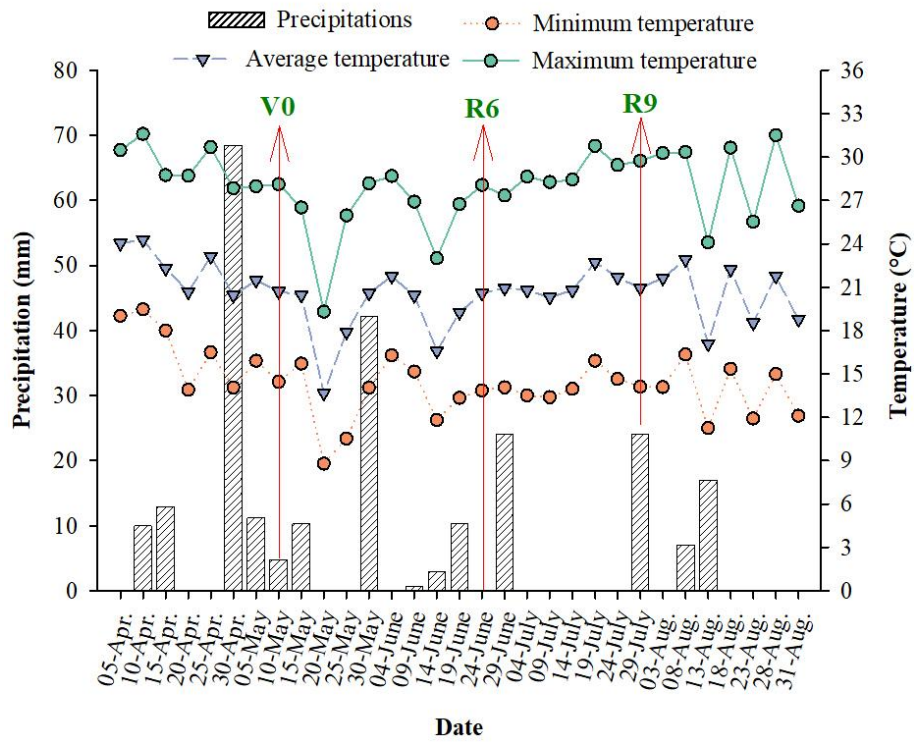 Precipitations
Minimum temperature
Average temperature
Maximum temperature
80
70
60
50
40
30
20
10
0
Precipitation (mm)
36
33
30
27
24
21
18
15
12
9
6
3
0
Temperature (°C)
V0
R6
R9
05-Apr.
10-Apr.
15-Apr.
20-Apr.
25-Apr.
30-Apr.
05-May
10-May
15-May
20-May
25-May
30-May
04-June
09-June
14-June
19-June
24-June
29-June
04-July
09-July
14-July
19-July
24-July
29-July
03-Aug.
08-Aug.
13-Aug.
18-Aug.
23-Aug.
28-Aug.
31-Aug.
Date